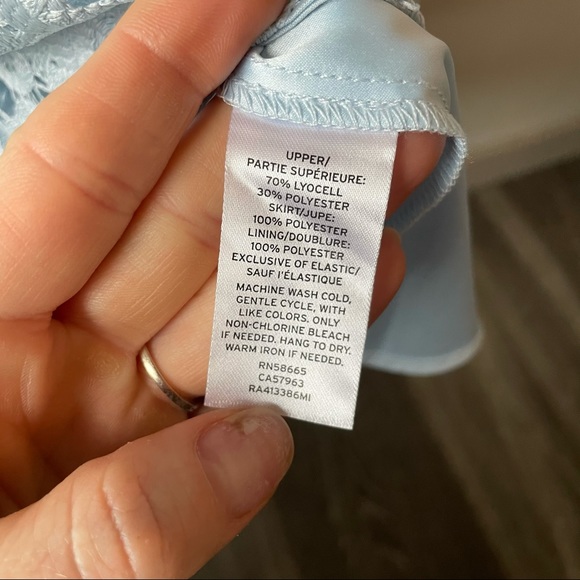 UPPER/
PARTIE SUPÉRIEURE:
70% LYOCELL
30% POLYESTER
SKIRT/JUPE:
100% POLYESTER
LINING/DOUBLURE:
100% POLYESTER
EXCLUSIVE OF ELASTIC/
SAUF l'ÉLASTIQUE
MACHINE WASH COLD,
GENTLE CYCLE, WITH
LIKE COLORS. ONLY
NON-CHLORINE BLEACH
IF NEEDED. HANG TO DRY.
WARM IRON IF NEEDED.
RN58665
CA57963
RA413386MI